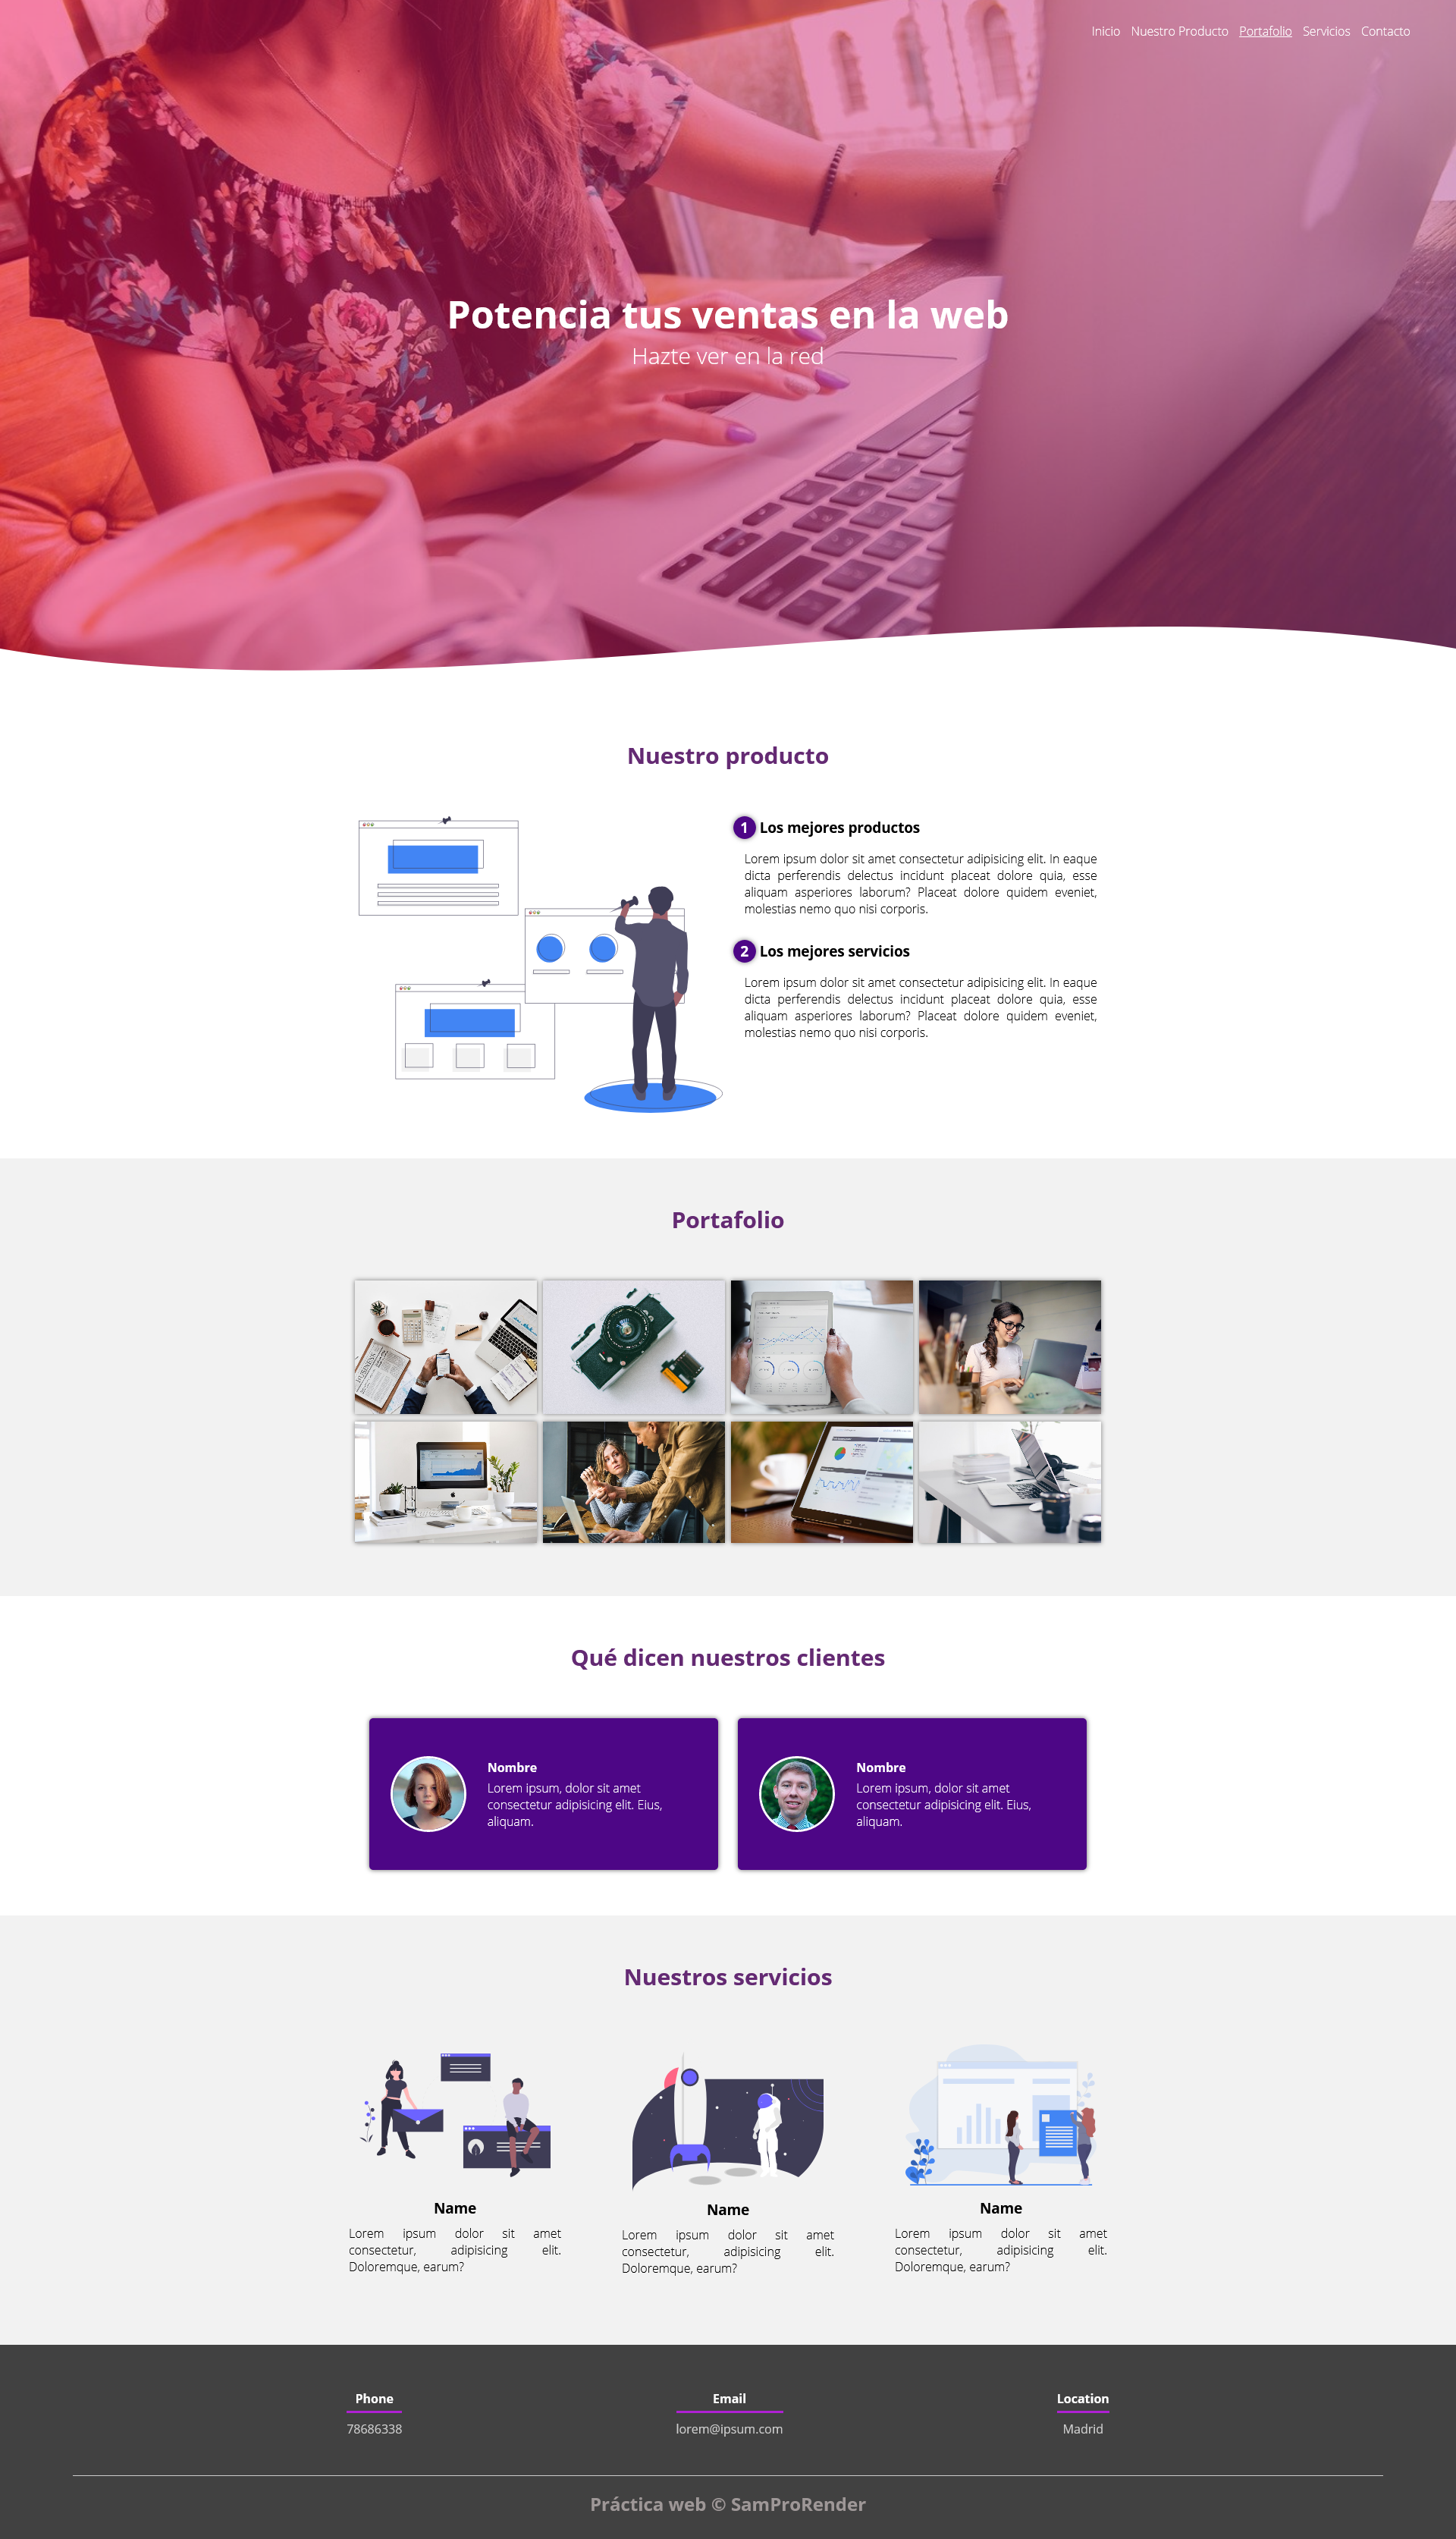 Inicio Nuestro Producto Portafolio Servicios Contacto
Potencia tus ventas en la web
Hazte ver en la red
Nuestro producto
1 Los mejores productos
Lorem ipsum dolor sit amet consectetur adipisicing elit. In eaque
dicta perferendis delectus incidunt placeat dolore quia, esse
aliquam asperiores laborum? Placeat dolore quidem eveniet,
molestias nemo quo nisi corporis.
2 Los mejores servicios
Lorem ipsum dolor sit amet consectetur adipisicing elit. In eaque
dicta perferendis delectus incidunt placeat dolore quia, esse
aliquam asperiores laborum? Placeat dolore quidem eveniet,
molestias nemo quo nisi corporis.
Portafolio
BUSINESS
Qué dicen nuestros clientes
Nombre
Lorem ipsum, dolor sit amet
consectetur adipisicing elit. Eius,
aliquam.
Nombre
Lorem ipsum, dolor sit amet
consectetur adipisicing elit. Eius,
aliquam.
Nuestros servicios
Name
Lorem ipsum dolor sit amet
consectetur, adipisicing elit.
Doloremque, earum?
Name
Lorem ipsum dolor sit amet
consectetur, adipisicing elit.
Doloremque, earum?
Name
Lorem ipsum dolor sit amet
consectetur, adipisicing elit.
Doloremque, earum?
Phone
78686338
Email
lorem@ipsum.com
Location
Madrid
Práctica web © SamProRender